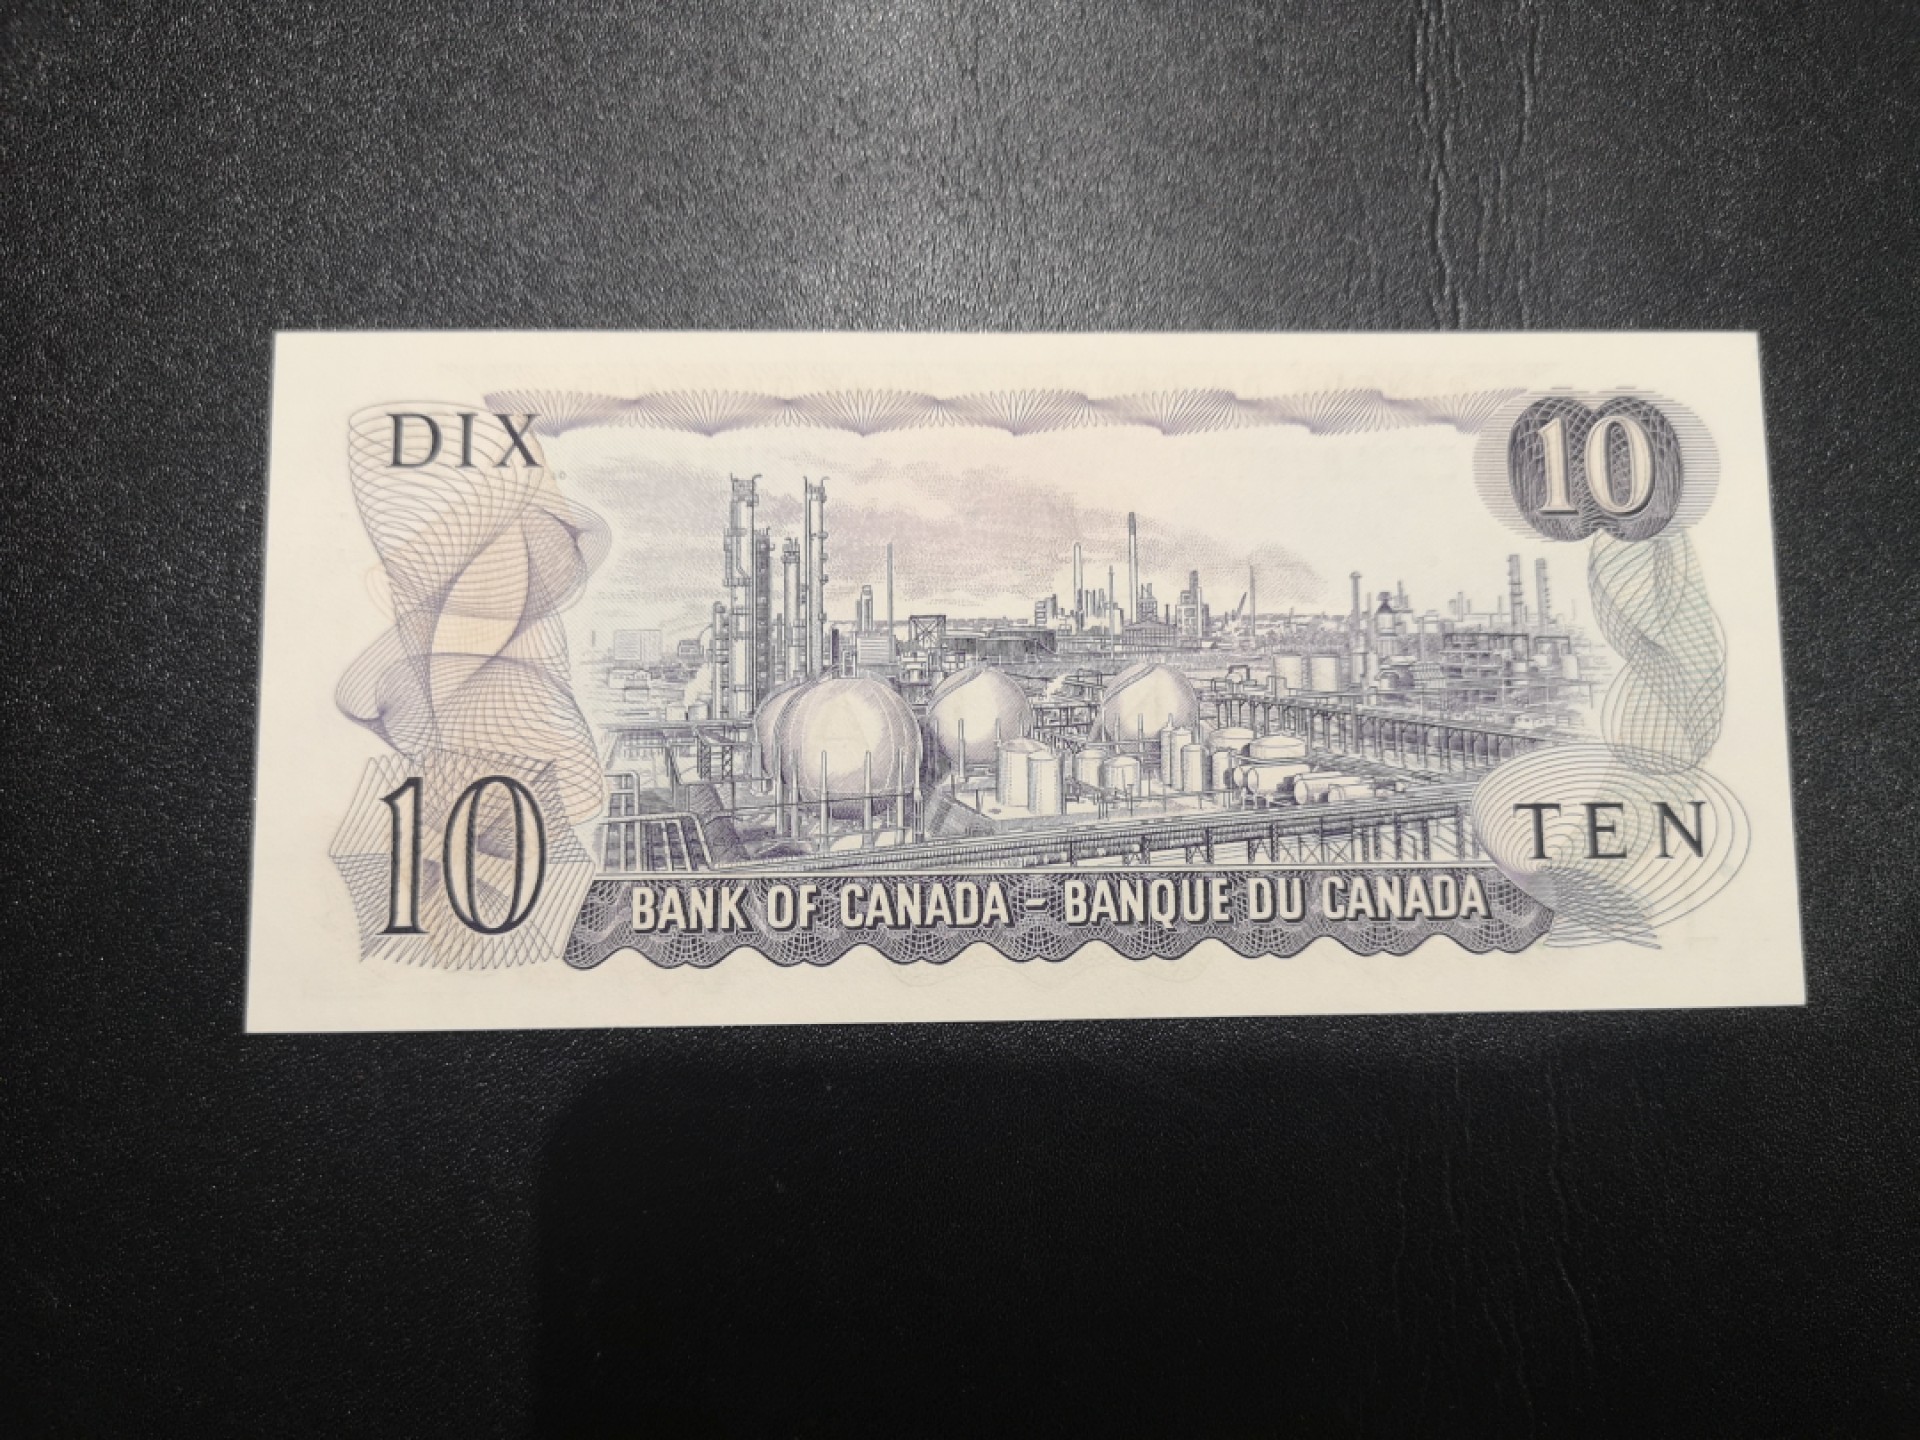 DIX
10
10
TEN
BANK OF CANADA - BANQUE DU CANADA